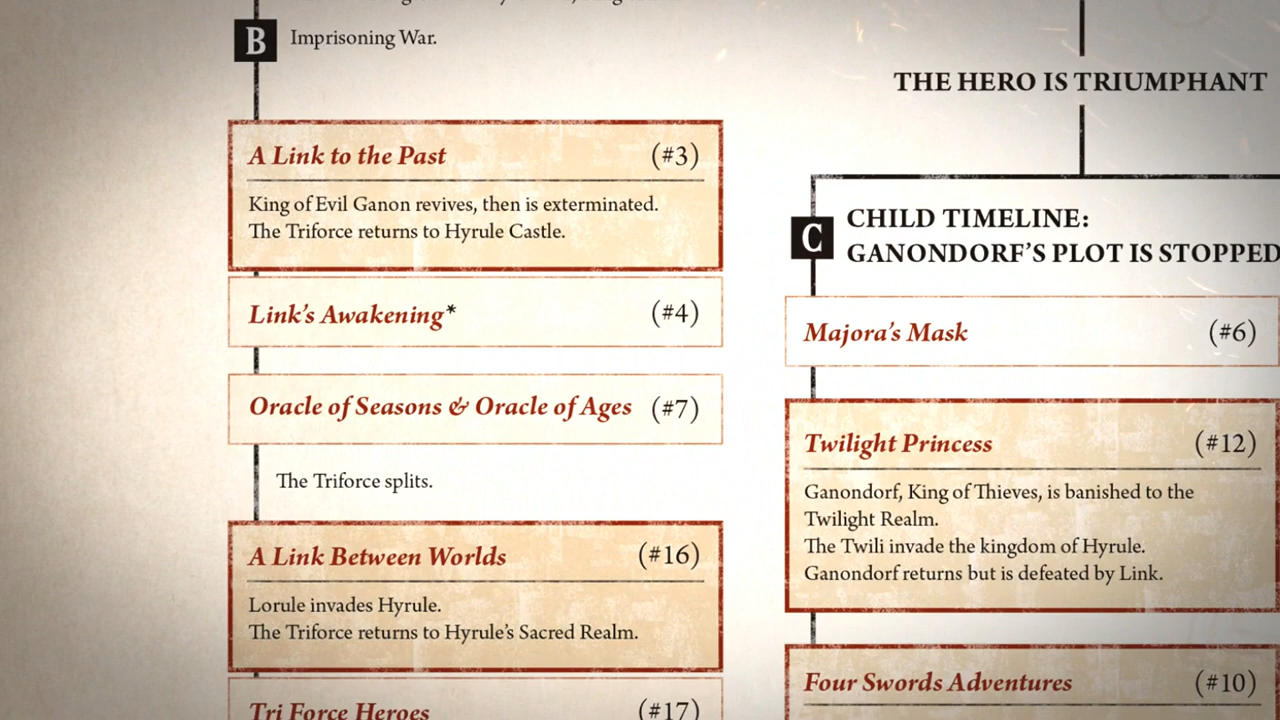 B
Imprisoning War.
A Link to the Past (#3)
King of Evil Ganon revives, then is exterminated.
The Triforce returns to Hyrule Castle.
Link's Awakening* (#4)
Oracle of Seasons & Oracle of Ages (#7)
The Triforce splits.
A Link Between Worlds (#16)
Lorule invades Hyrule.
The Triforce returns to Hyrule's Sacred Realm.
Tri Force Heroes (#17)
THE HERO IS TRIUMPHANT
C
CHILD TIMELINE:
GANONDORF'S PLOT IS STOPPED
Majora's Mask (#6)
Twilight Princess (#12)
Ganondorf, King of Thieves, is banished to the
Twilight Realm.
The Twili invade the kingdom of Hyrule.
Ganondorf returns but is defeated by Link.
Four Swords Adventures (#10)